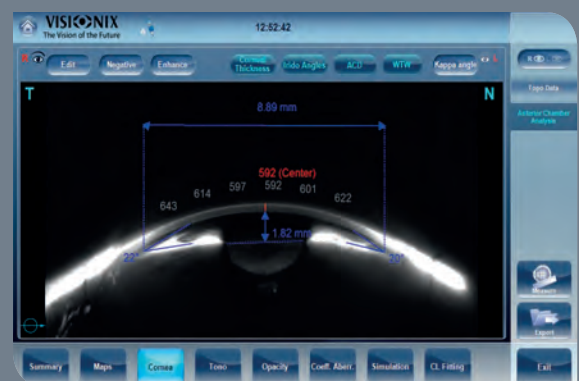 VISIONIX
The Vision of the Future
12:52:42
R
Edit
Negative
Enhance
Corneal
Thickness
Irido Angles
ACD
WTW
Kappa angle
L
Topo Data
Anterior Chamber
Analysis
T
N
8.89 mm
592 (Center)
643
614
597
592
601
622
1.82 mm
22°
20°
Measure
Export
Summary
Maps
Cornea
Tono
Opacity
Coeff. Aberr.
Simulation
CL Fitting
Exit